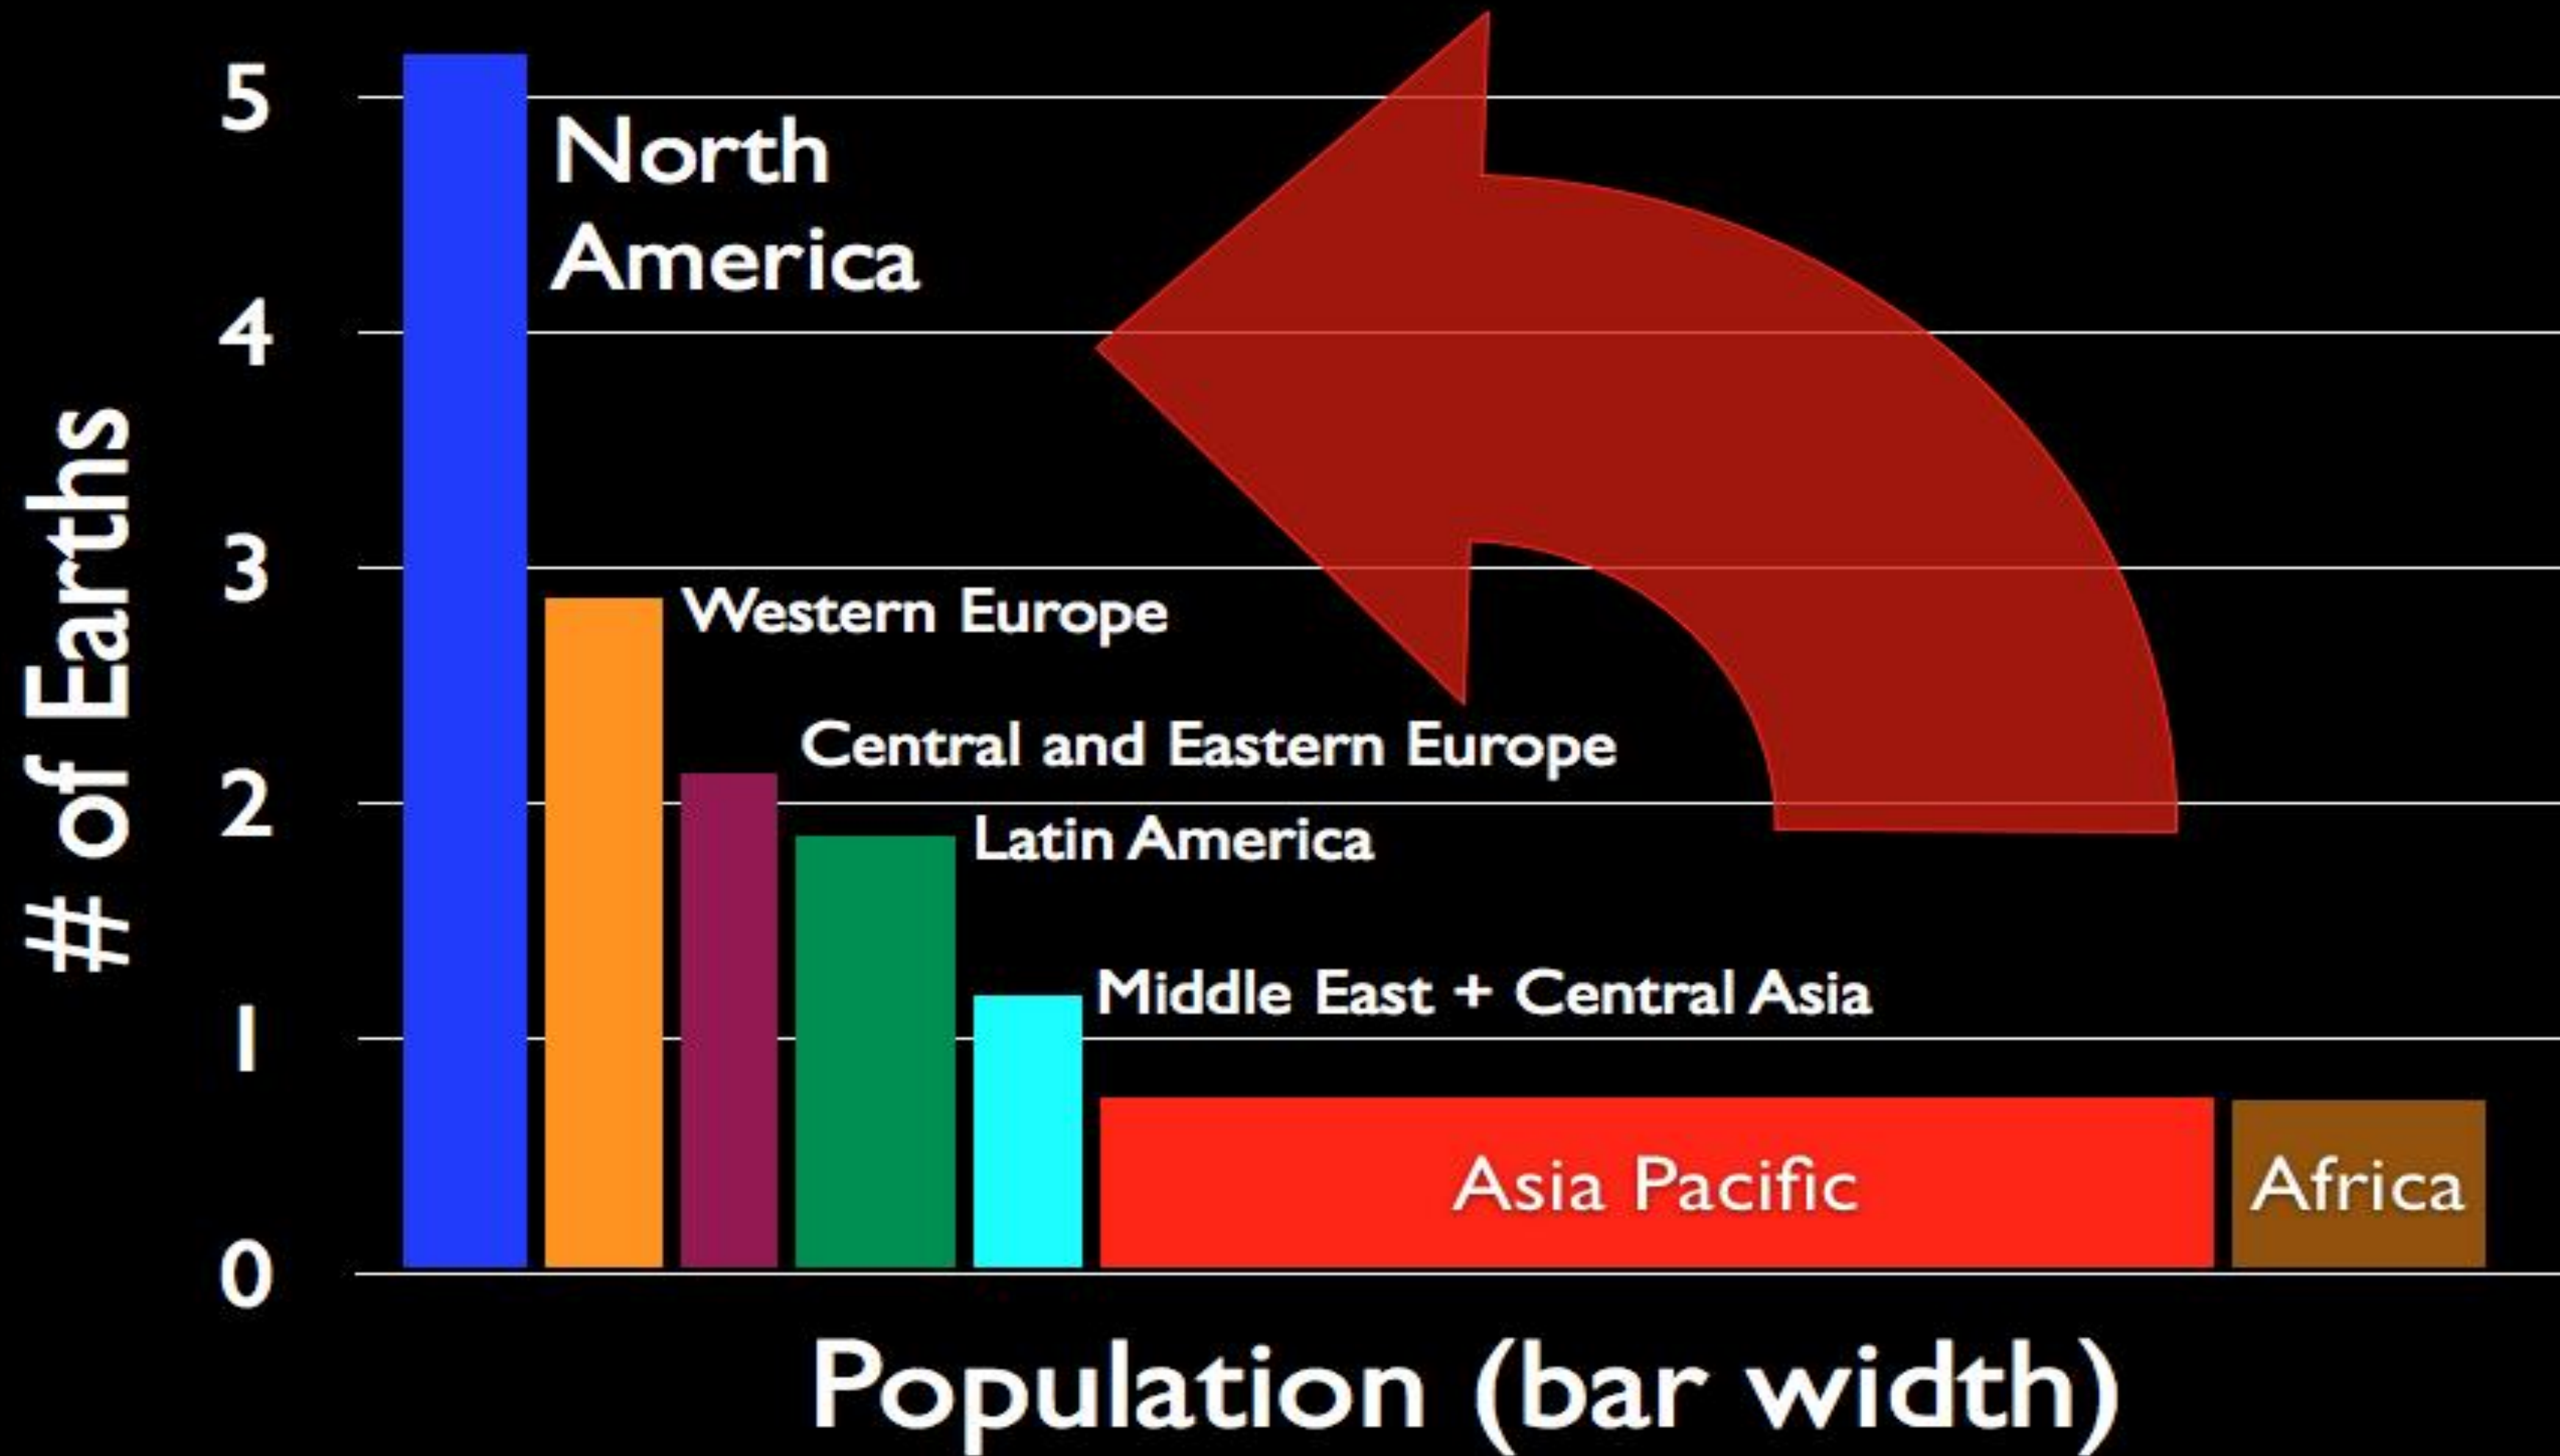 # of Earths
5
4
3
2
1
0
North
America
Western Europe
Central and Eastern Europe
Latin America
Middle East + Central Asia
Asia Pacific
Africa
Population (bar width)